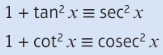 1 + tan² x ≡ sec² x
1 + cot² x ≡ cosec² x